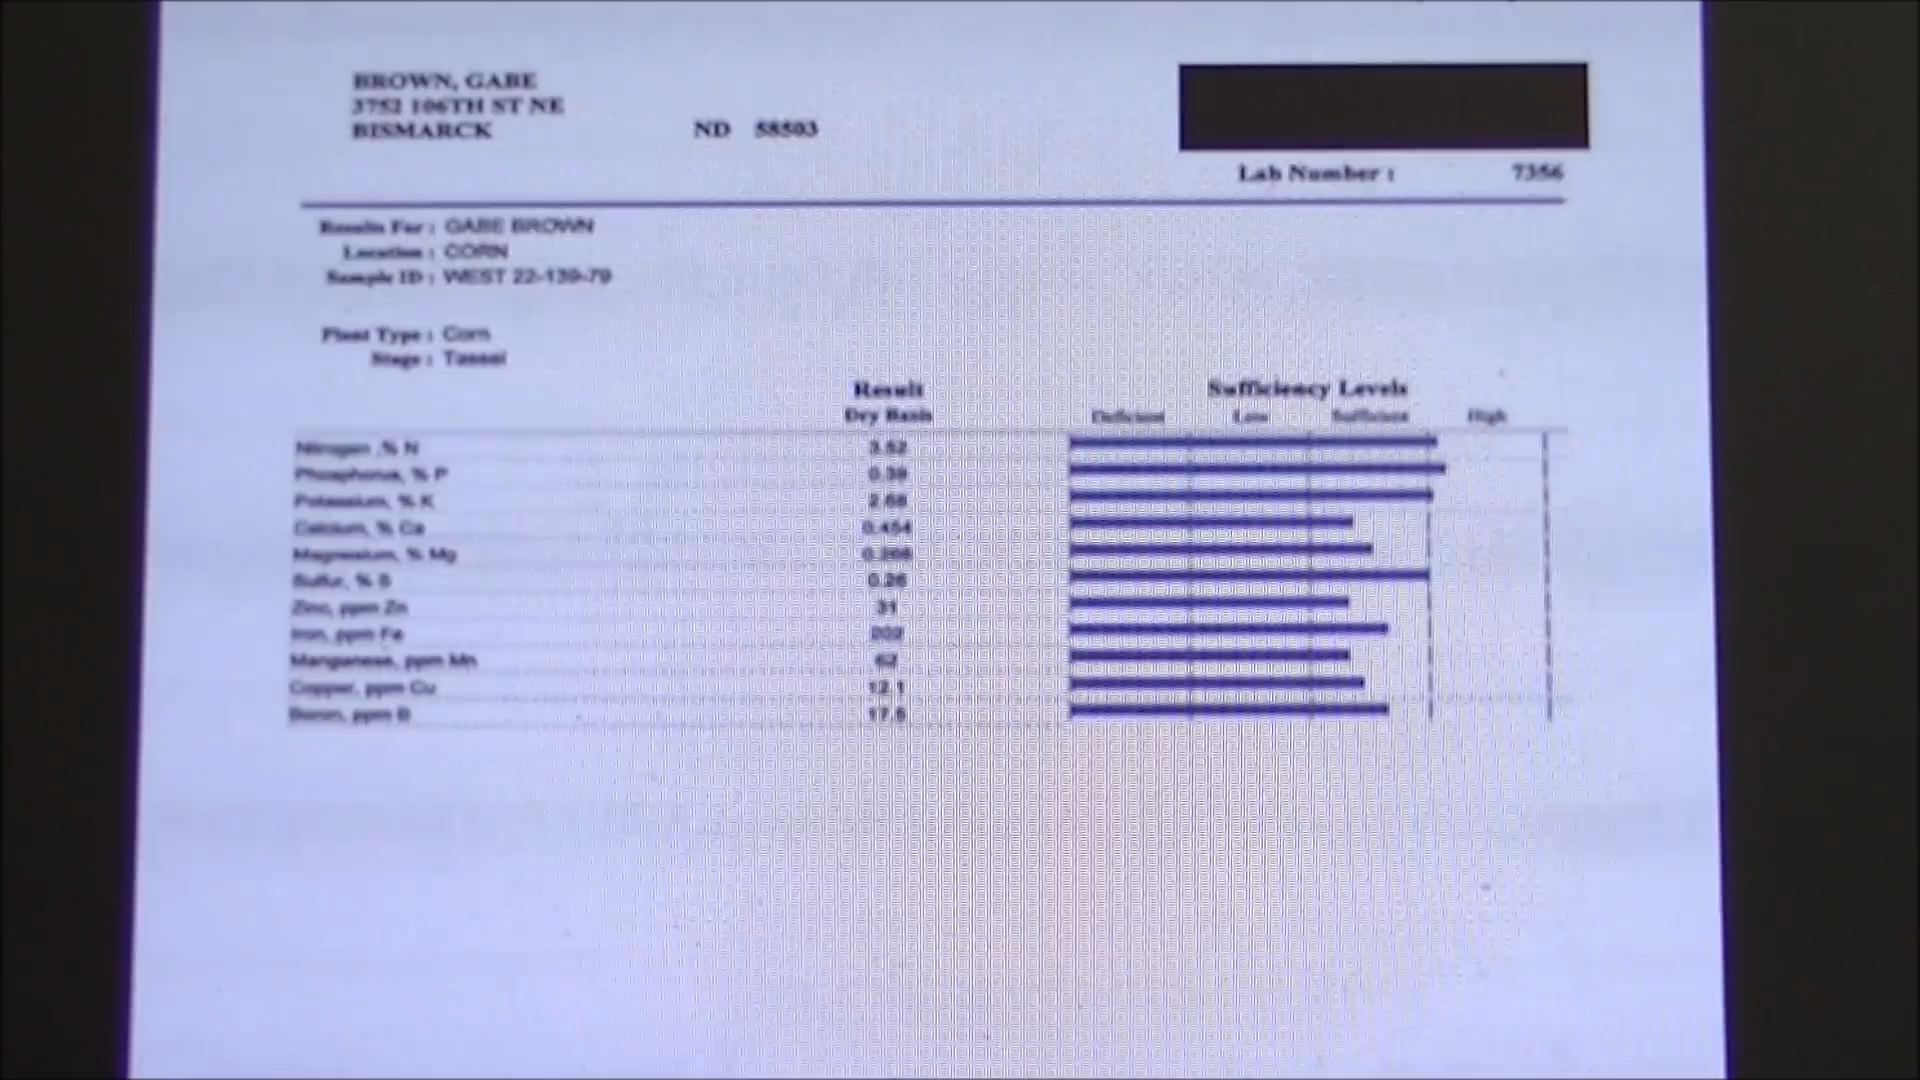 BROWN, GABE
3752 106TH ST NE
BISMARCK ND 58503
Lab Number : 7356
Results For : GABE BROWN
Location : CORN
Sample ID : WEST 22-139-79
Plant Type : Corn
Stage : Tassel
Result Sufficiency Levels
Dry Basis Deficient Low Sufficient High
Nitrogen ,% N 3.52
Phosphorus, % P 0.39
Potassium, % K 2.68
Calcium, % Ca 0.454
Magnesium, % Mg
Sulfur, % S 0.26
Zinc, ppm Zn 31
Iron, ppm Fe
Manganese, ppm Mn 62
Copper, ppm Cu 12.1
Boron, ppm B